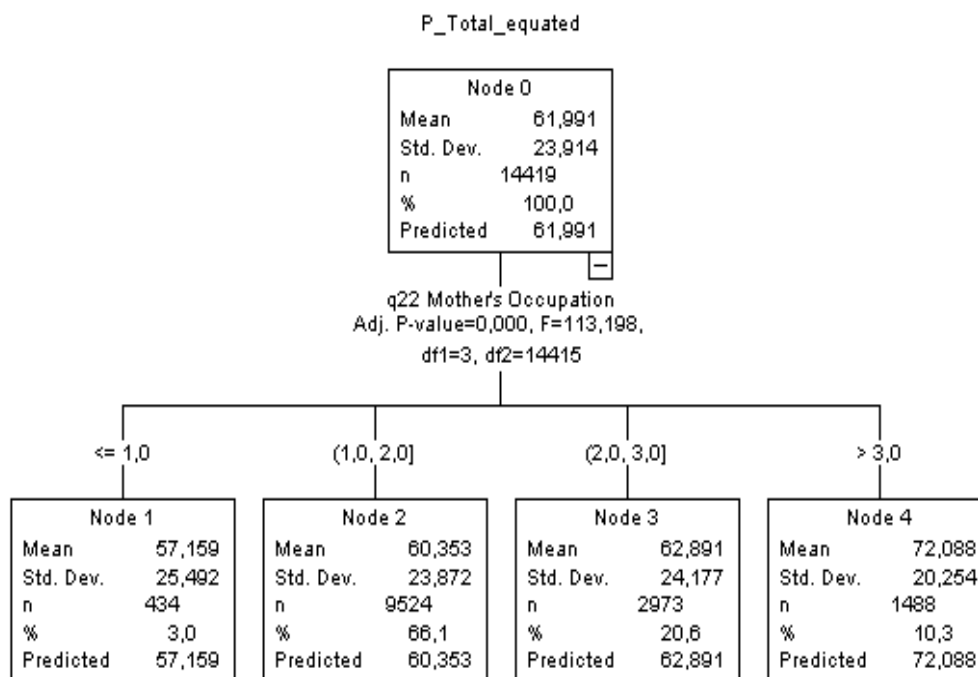 P_Total_equated
Node 0
Mean 61,991
Std. Dev. 23,914
n 14419
% 100,0
Predicted 61,991
q22 Mother's Occupation
Adj. P-value=0,000, F=113,198,
df1=3, df2=14415
<= 1,0
(1,0, 2,0]
(2,0, 3,0]
> 3,0
Node 1
Mean 57,159
Std. Dev. 25,492
n 434
% 3,0
Predicted 57,159
Node 2
Mean 60,353
Std. Dev. 23,872
n 9524
% 66,1
Predicted 60,353
Node 3
Mean 62,891
Std. Dev. 24,177
n 2973
% 20,6
Predicted 62,891
Node 4
Mean 72,088
Std. Dev. 20,254
n 1488
% 10,3
Predicted 72,088